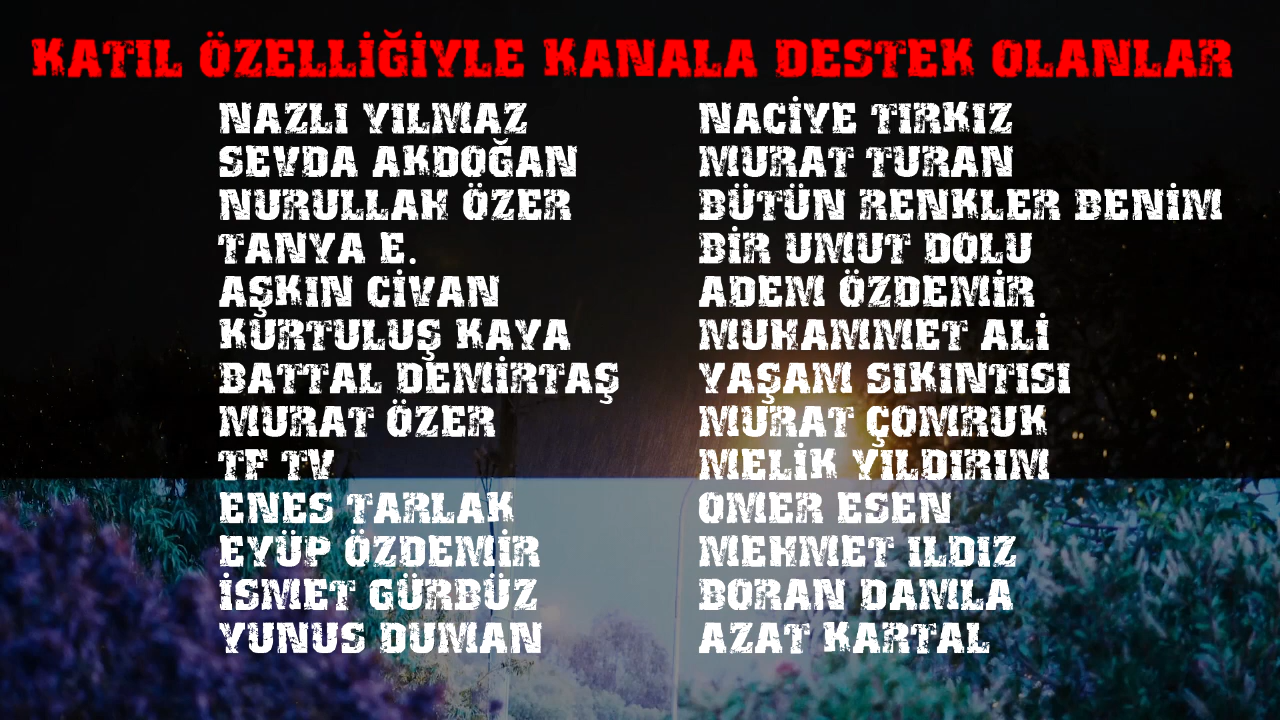 KATIL ÖZELLİĞİYLE KANALA DESTEK OLANLAR
NAZLI YILMAZ
SEVDA AKDOĞAN
NURULLAH ÖZER
TANYA E.
AŞKIN CİVAN
KURTULUŞ KAYA
BATTAL DEMİRTAŞ
MURAT ÖZER
TF TV
ENES TARLAK
EYÜP ÖZDEMİR
İSMET GÜRBÜZ
YUNUS DUMAN
NACİYE TIRKIZ
MURAT TURAN
BÜTÜN RENKLER BENİM
BİR UMUT DOLU
ADEM ÖZDEMİR
MUHAMMET ALİ
YAŞAM SIKINTISI
MURAT ÇOMRUK
MELİK YILDIRIM
OMER ESEN
MEHMET ILDIZ
BORAN DAMLA
AZAT KARTAL